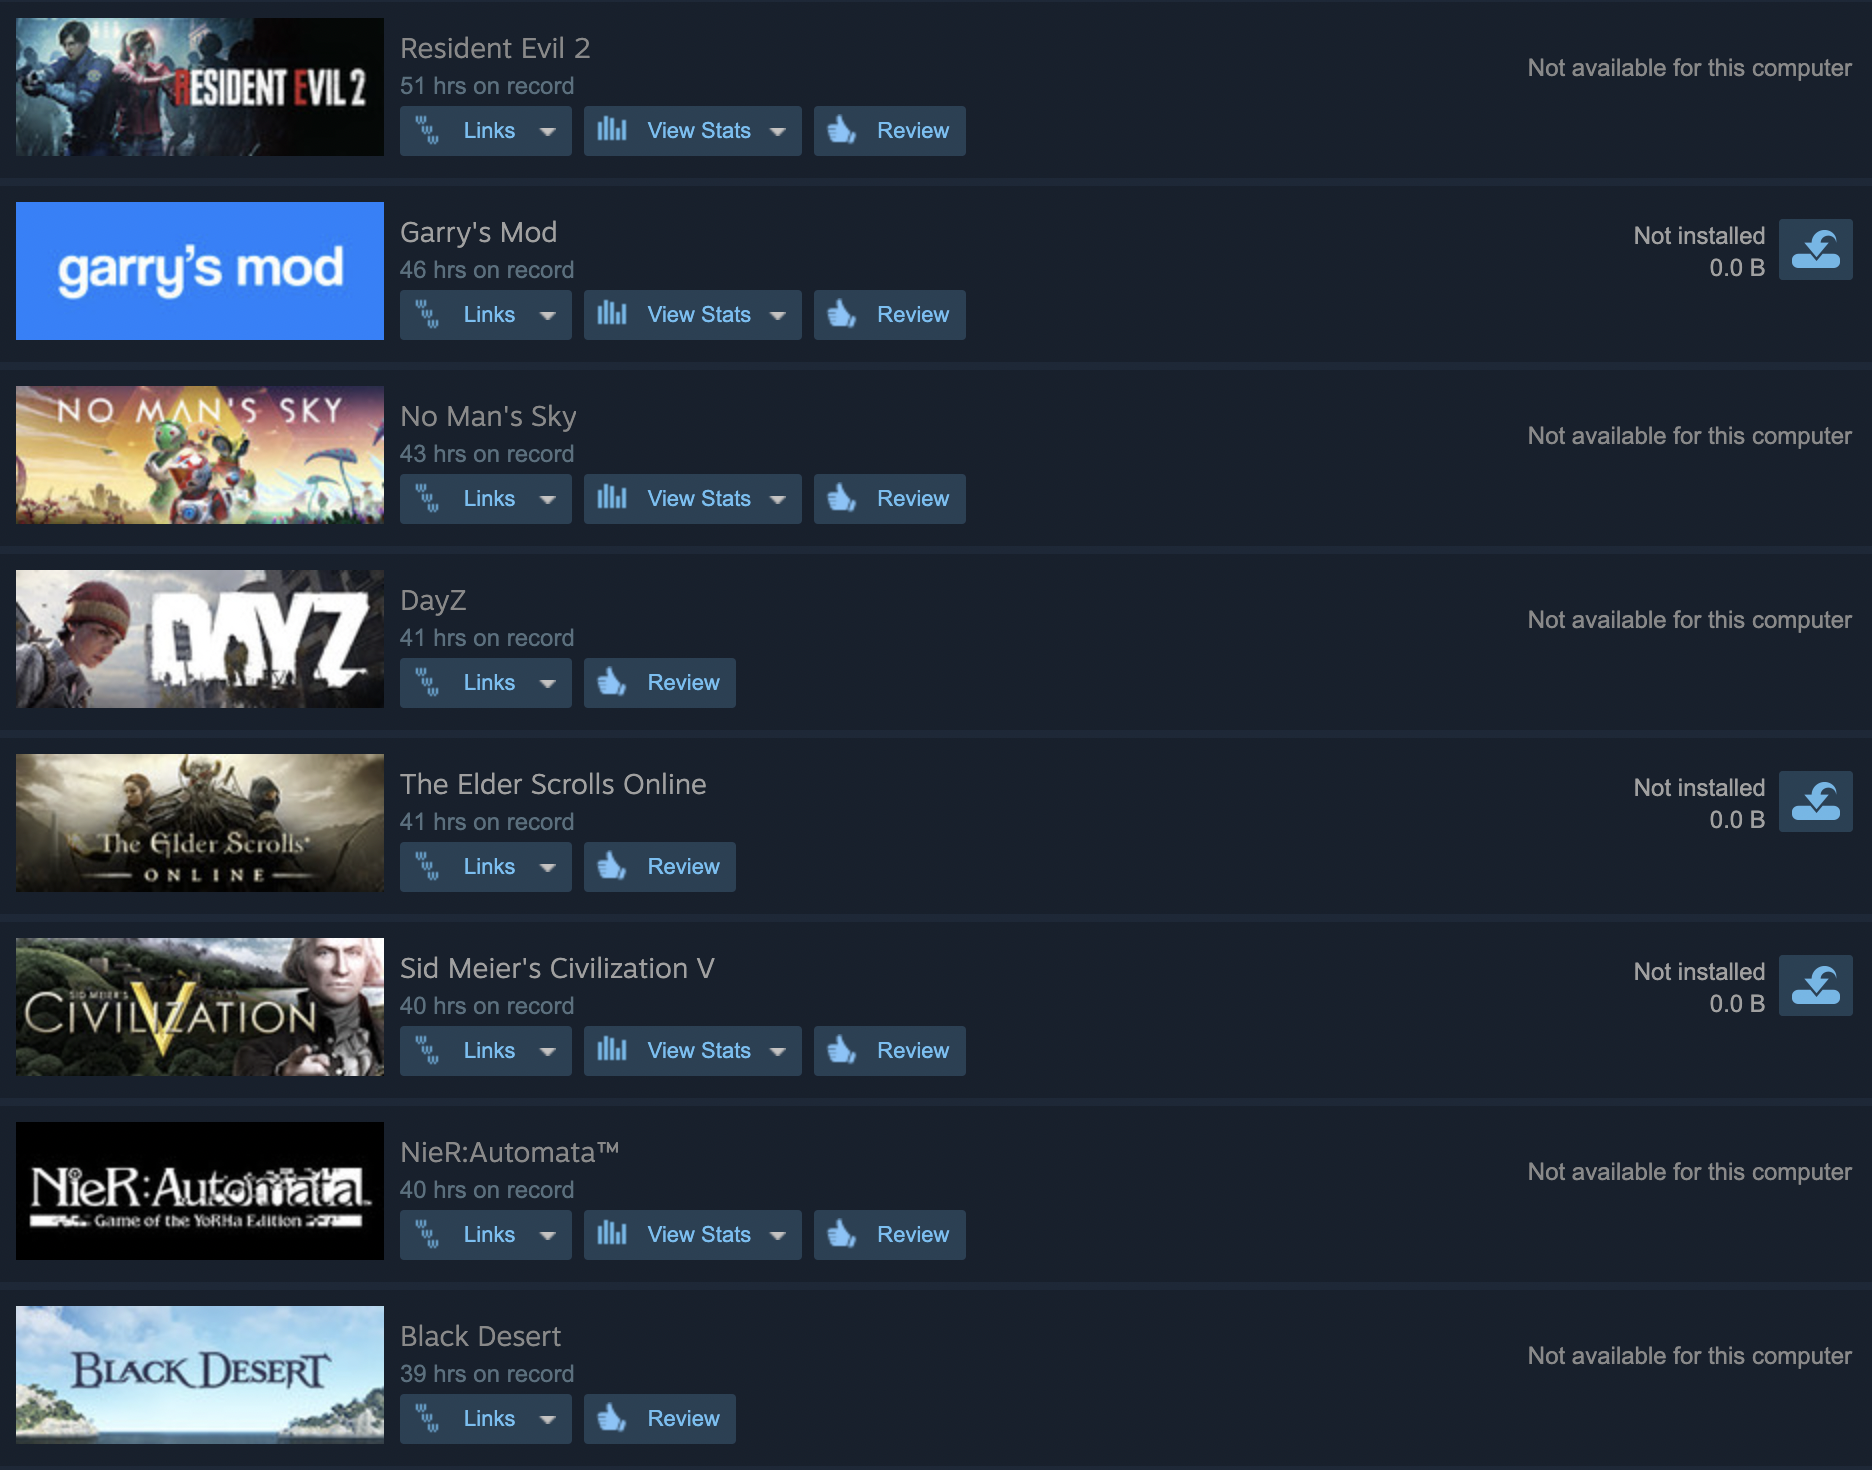 RESIDENT EVIL 2
Resident Evil 2
51 hrs on record
Not available for this computer
Links
View Stats
Review
garry's mod
Garry's Mod
46 hrs on record
Not installed
0.0 B
Links
View Stats
Review
NO MAN'S SKY
No Man's Sky
43 hrs on record
Not available for this computer
Links
View Stats
Review
DAYZ
DayZ
41 hrs on record
Not available for this computer
Links
Review
The Elder Scrolls
ONLINE
The Elder Scrolls Online
41 hrs on record
Not installed
0.0 B
Links
Review
SID MEIER'S
CIVILIZATION V
Sid Meier's Civilization V
40 hrs on record
Not installed
0.0 B
Links
View Stats
Review
NieR:Automata
Game of the YoRHa Edition
NieR:Automata™
40 hrs on record
Not available for this computer
Links
View Stats
Review
BLACK DESERT
Black Desert
39 hrs on record
Not available for this computer
Links
Review